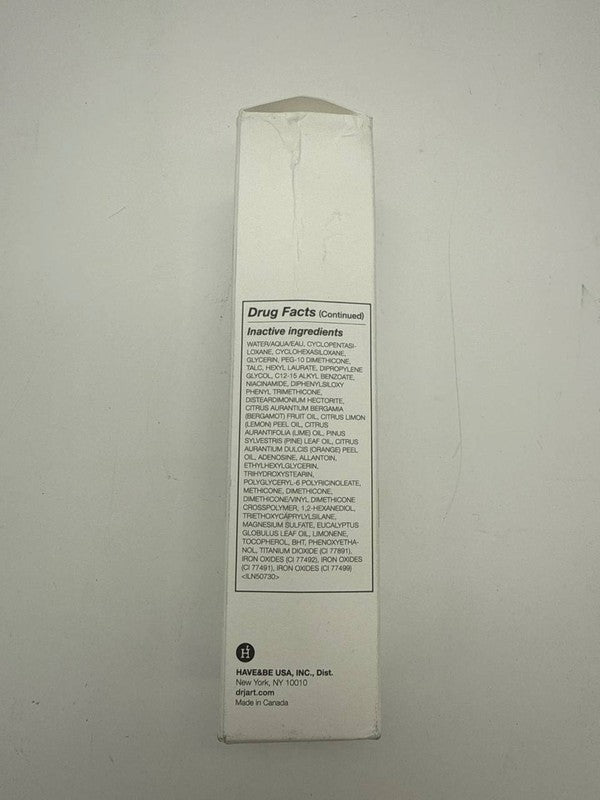 Drug Facts (Continued)
Inactive ingredients
WATER/AQUA/EAU, CYCLOPENTASI-
LOXANE, CYCLOHEXASILOXANE,
GLYCERIN, PEG-10 DIMETHICONE,
TALC, HEXYL LAURATE, DIPROPYLENE
GLYCOL, C12-15 ALKYL BENZOATE,
NIACINAMIDE, DIPHENYLSILOXY
PHENYL TRIMETHICONE,
DISTEARDIMONIUM HECTORITE,
CITRUS AURANTIUM BERGAMIA
(BERGAMOT) FRUIT OIL, CITRUS LIMON
(LEMON) PEEL OIL, CITRUS
AURANTIFOLIA (LIME) OIL, PINUS
SYLVESTRIS (PINE) LEAF OIL, CITRUS
AURANTIUM DULCIS (ORANGE) PEEL
OIL, ADENOSINE, ALLANTOIN,
ETHYLHEXYLGLYCERIN,
TRIHYDROXYSTEARIN,
POLYGLYCERYL-6 POLYRICINOLEATE,
METHICONE, DIMETHICONE,
DIMETHICONE/VINYL DIMETHICONE
CROSSPOLYMER, 1,2-HEXANEDIOL,
TRIETHOXYCAPRYLYLSILANE,
MAGNESIUM SULFATE, EUCALYPTUS
GLOBULUS LEAF OIL, LIMONENE,
TOCOPHEROL, BHT, PHENOXYETHA-
NOL, TITANIUM DIOXIDE (CI 77891),
IRON OXIDES (CI 77492), IRON OXIDES
(CI 77491), IRON OXIDES (CI 77499)
<ILN50730>
H
HAVE&BE USA, INC., Dist.
New York, NY 10010
drjart.com
Made in Canada